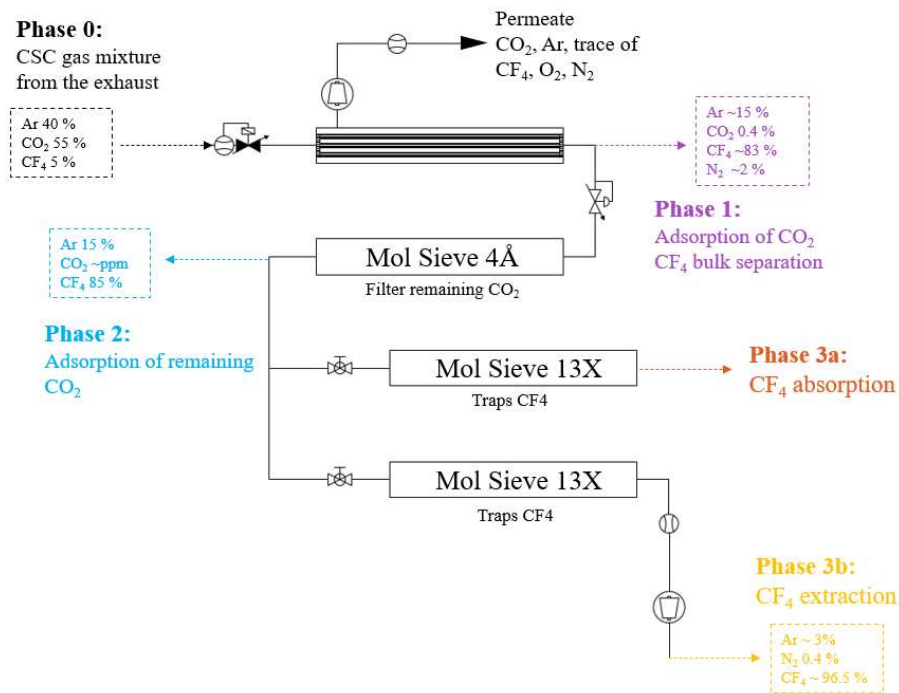 Phase 0:
CSC gas mixture
from the exhaust
Ar 40 %
CO₂ 55 %
CF₄ 5 %
Permeate
CO₂, Ar, trace of
CF₄, O₂, N₂
Ar ~15 %
CO₂ 0.4 %
CF₄ ~83 %
N₂ ~2 %
Phase 1:
Adsorption of CO₂
CF₄ bulk separation
Mol Sieve 4Å
Filter remaining CO₂
Ar 15 %
CO₂ ~ppm
CF₄ 85 %
Phase 2:
Adsorption of remaining
CO₂
Mol Sieve 13X
Traps CF4
Phase 3a:
CF₄ absorption
Mol Sieve 13X
Traps CF4
Phase 3b:
CF₄ extraction
Ar ~ 3%
N₂ 0.4 %
CF₄ ~ 96.5 %